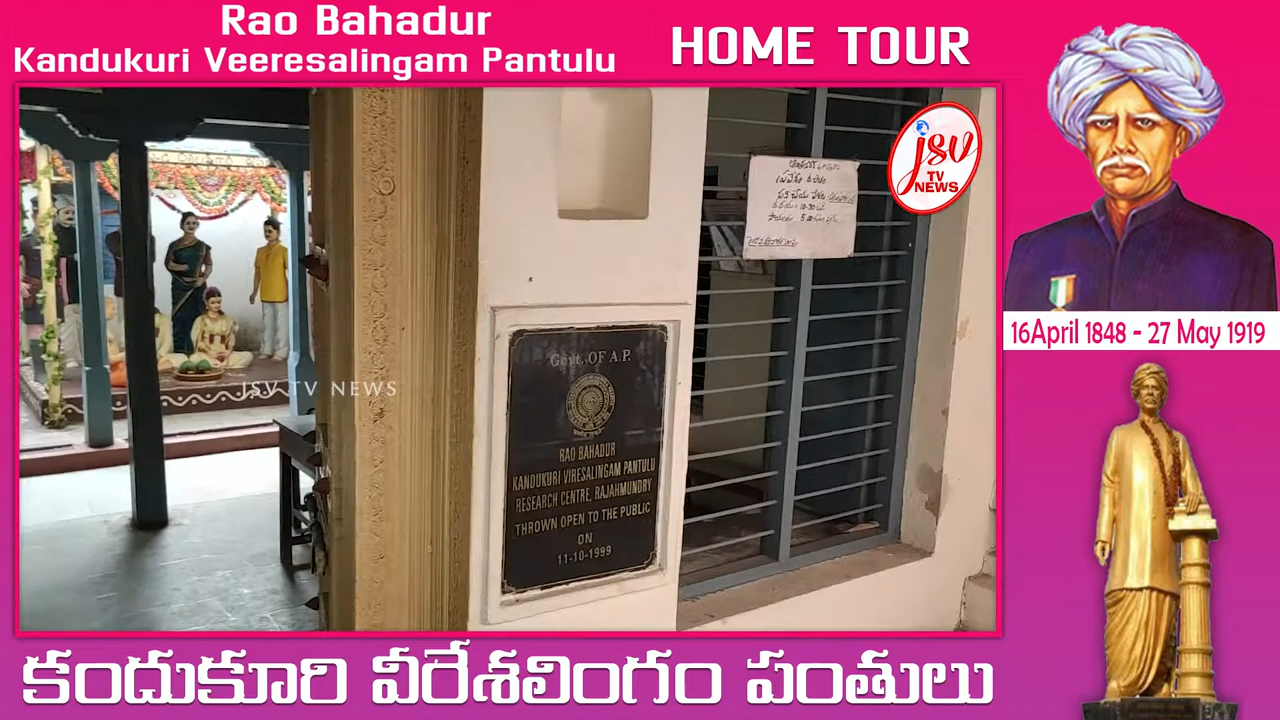 Rao Bahadur
Kandukuri Veeresalingam Pantulu
HOME TOUR
jsv
TV
NEWS
16April 1848 - 27 May 1919
JSV TV NEWS
Govt. OF A.P.
RAO BAHADUR
KANDUKURI VIRESALINGAM PANTULU
RESEARCH CENTRE, RAJAHMUNDRY
THROWN OPEN TO THE PUBLIC
ON
11-10-1999
కందుకూరి వీరేశలింగం పంతులు